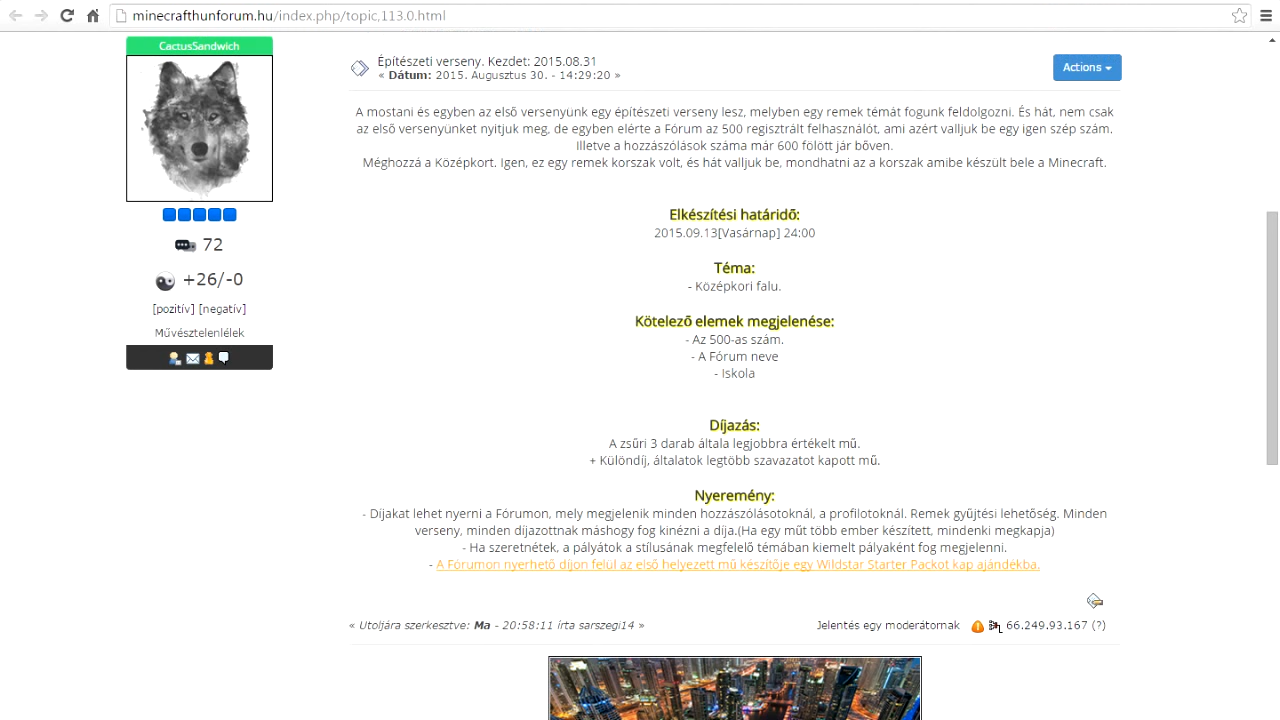 minecrafthunforum.hu/index.php/topic,113.0.html
CactusSandwich
72
+26/-0
[pozitív] [negatív]
Művésztelenlélek
Építészeti verseny. Kezdet: 2015.08.31
« Dátum: 2015. Augusztus 30. - 14:29:20 »
Actions
A mostani és egyben az első versenyünk egy építészeti verseny lesz, melyben egy remek témát fogunk feldolgozni. És hát, nem csak
az első versenyünket nyitjuk meg, de egyben elérte a Fórum az 500 regisztrált felhasználót, ami azért valljuk be egy igen szép szám.
Illetve a hozzászólások száma már 600 fölött jár bőven.
Méghozzá a Középkort. Igen, ez egy remek korszak volt, és hát valljuk be, mondhatni az a korszak amibe készült bele a Minecraft.
Elkészítési határidő:
2015.09.13[Vasárnap] 24:00
Téma:
- Középkori falu.
Kötelező elemek megjelenése:
- Az 500-as szám.
- A Fórum neve
- Iskola
Díjazás:
A zsűri 3 darab általa legjobbra értékelt mű.
+ Különdíj, általatok legtöbb szavazatot kapott mű.
Nyeremény:
- Díjakat lehet nyerni a Fórumon, mely megjelenik minden hozzászólásotoknál, a profilotoknál. Remek gyűjtési lehetőség. Minden
verseny, minden díjazottnak máshogy fog kinézni a díja.(Ha egy műt több ember készített, mindenki megkapja)
- Ha szeretnétek, a pályátok a stílusának megfelelő témában kiemelt pályaként fog megjelenni.
- A Fórumon nyerhető díjon felül az első helyezett mű készítője egy Wildstar Starter Packot kap ajándékba.
« Utoljára szerkesztve: Ma - 20:58:11 írta sarszegi14 »
Jelentés egy moderátornak
66.249.93.167 (?)